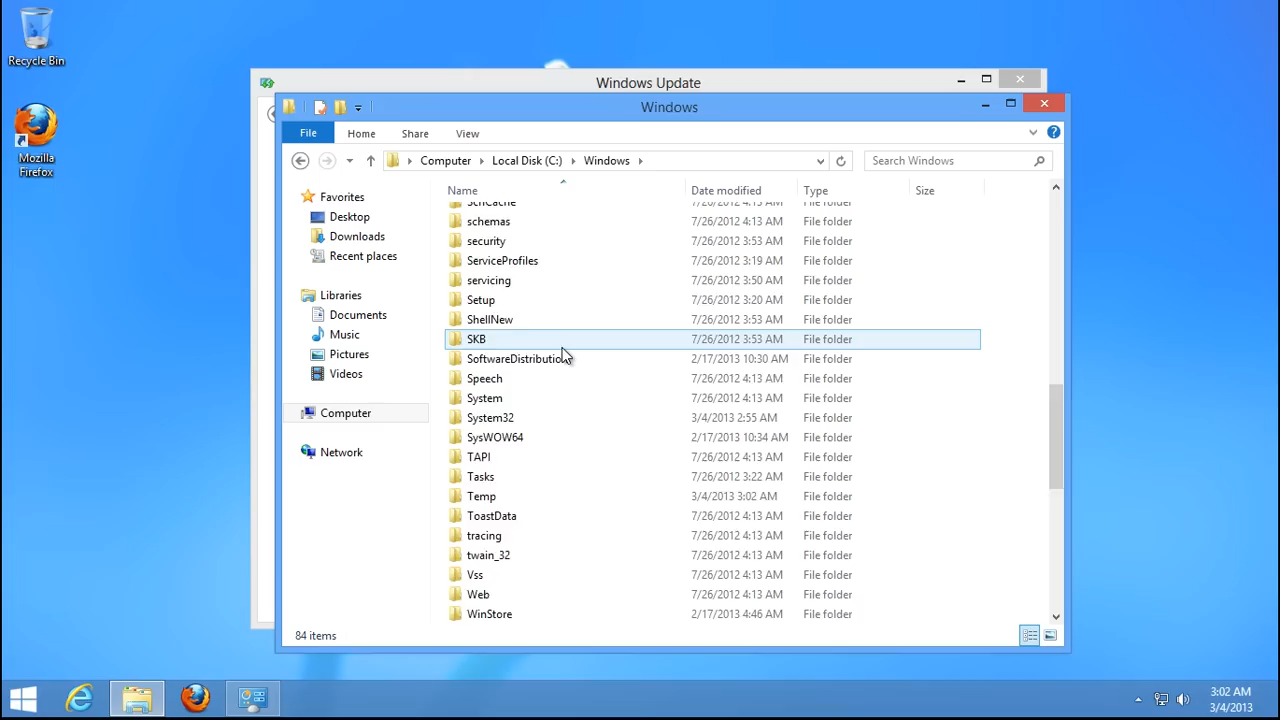 Recycle Bin
Mozilla
Firefox
Windows Update
Windows
File Home Share View
Computer Local Disk (C:) Windows
Search Windows
Name Date modified Type Size
Favorites
Desktop
Downloads
Recent places
Libraries
Documents
Music
Pictures
Videos
Computer
Network
SchCache 7/26/2012 4:13 AM File folder
schemas 7/26/2012 4:13 AM File folder
security 7/26/2012 3:53 AM File folder
ServiceProfiles 7/26/2012 3:19 AM File folder
servicing 7/26/2012 3:50 AM File folder
Setup 7/26/2012 3:20 AM File folder
ShellNew 7/26/2012 3:53 AM File folder
SKB 7/26/2012 3:53 AM File folder
SoftwareDistribution 2/17/2013 10:30 AM File folder
Speech 7/26/2012 4:13 AM File folder
System 7/26/2012 4:13 AM File folder
System32 3/4/2013 2:55 AM File folder
SysWOW64 2/17/2013 10:34 AM File folder
TAPI 7/26/2012 4:13 AM File folder
Tasks 7/26/2012 3:22 AM File folder
Temp 3/4/2013 3:02 AM File folder
ToastData 7/26/2012 4:13 AM File folder
tracing 7/26/2012 4:13 AM File folder
twain_32 7/26/2012 4:13 AM File folder
Vss 7/26/2012 4:13 AM File folder
Web 7/26/2012 4:13 AM File folder
WinStore 2/17/2013 4:46 AM File folder
84 items
3:02 AM
3/4/2013